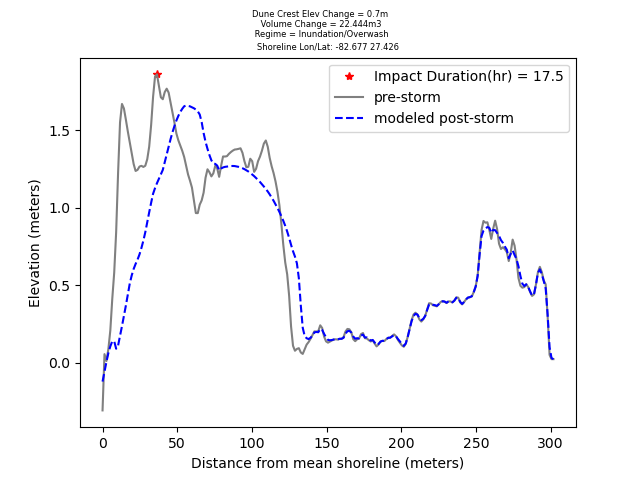 Dune Crest Elev Change = 0.7m
Volume Change = 22.444m3
Regime = Inundation/Overwash
Shoreline Lon/Lat: -82.677 27.426
Impact Duration(hr) = 17.5
pre-storm
modeled post-storm
Elevation (meters)
1.5
1.0
0.5
0.0
0 50 100 150 200 250 300
Distance from mean shoreline (meters)